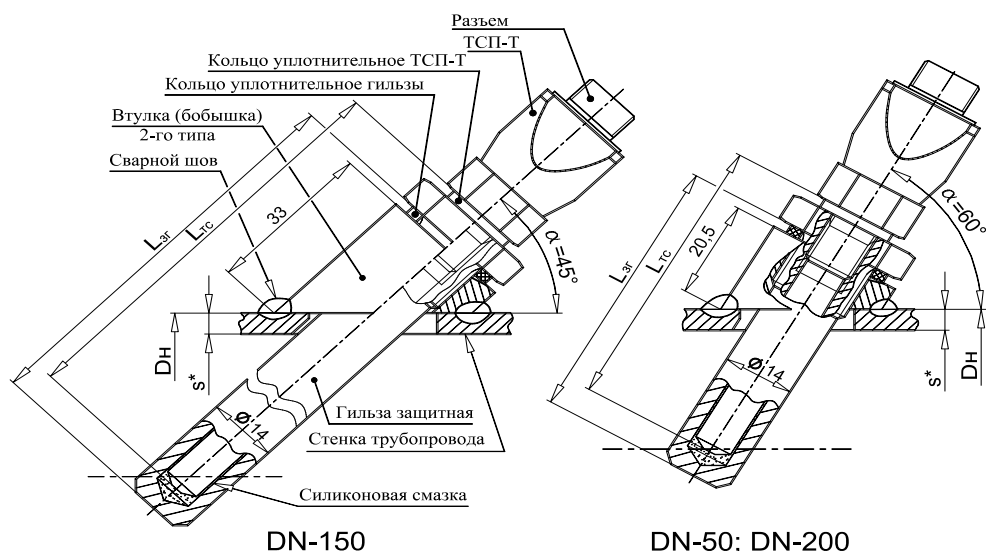 Разъем
ТСП-Т
Кольцо уплотнительное ТСП-Т
Кольцо уплотнительное гильзы
Втулка (бобышка)
2-го типа
Сварной шов
Lзг
Lтс
33
α=45°
Dн
s*
Ø14
Гильза защитная
Стенка трубопровода
Силиконовая смазка
DN-150
Lзг
Lтс
20,5
α=60°
Ø14
s*
Dн
DN-50: DN-200